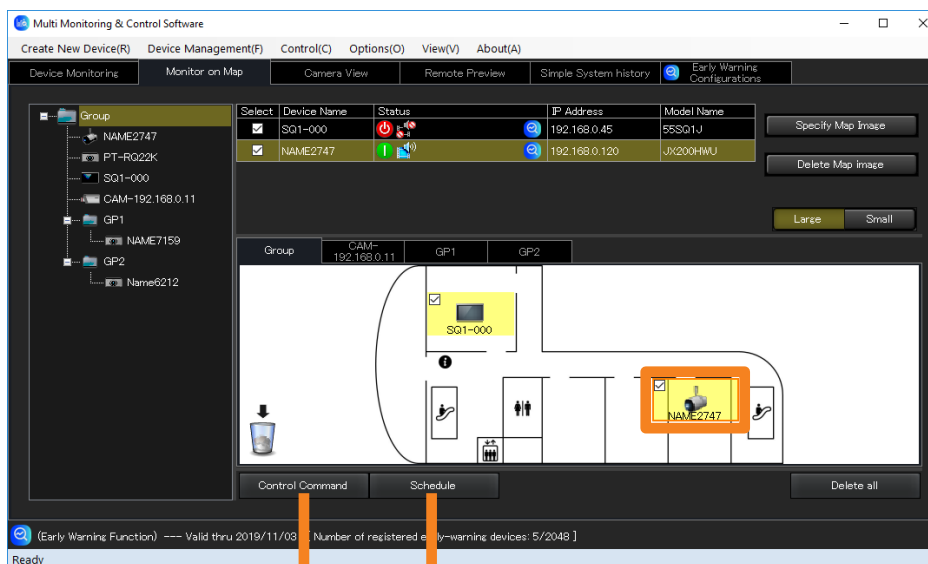 Multi Monitoring & Control Software
Create New Device(R) Device Management(F) Control(C) Options(O) View(V) About(A)
Device Monitoring Monitor on Map Camera View Remote Preview Simple System history Early Warning Configurations
Group
NAME2747
PT-RQ22K
SQ1-000
CAM-192.168.0.11
GP1
NAME7159
GP2
Name6212
Select Device Name Status IP Address Model Name
SQ1-000 192.168.0.45 55SQ1J
NAME2747 192.168.0.120 JX200HWU
Specify Map Image
Delete Map image
Large Small
Group CAM-192.168.0.11 GP1 GP2
SQ1-000
NAME2747
Control Command Schedule Delete all
(Early Warning Function) --- Valid thru 2019/11/03 [ Number of registered early-warning devices: 5/2048 ]
Ready